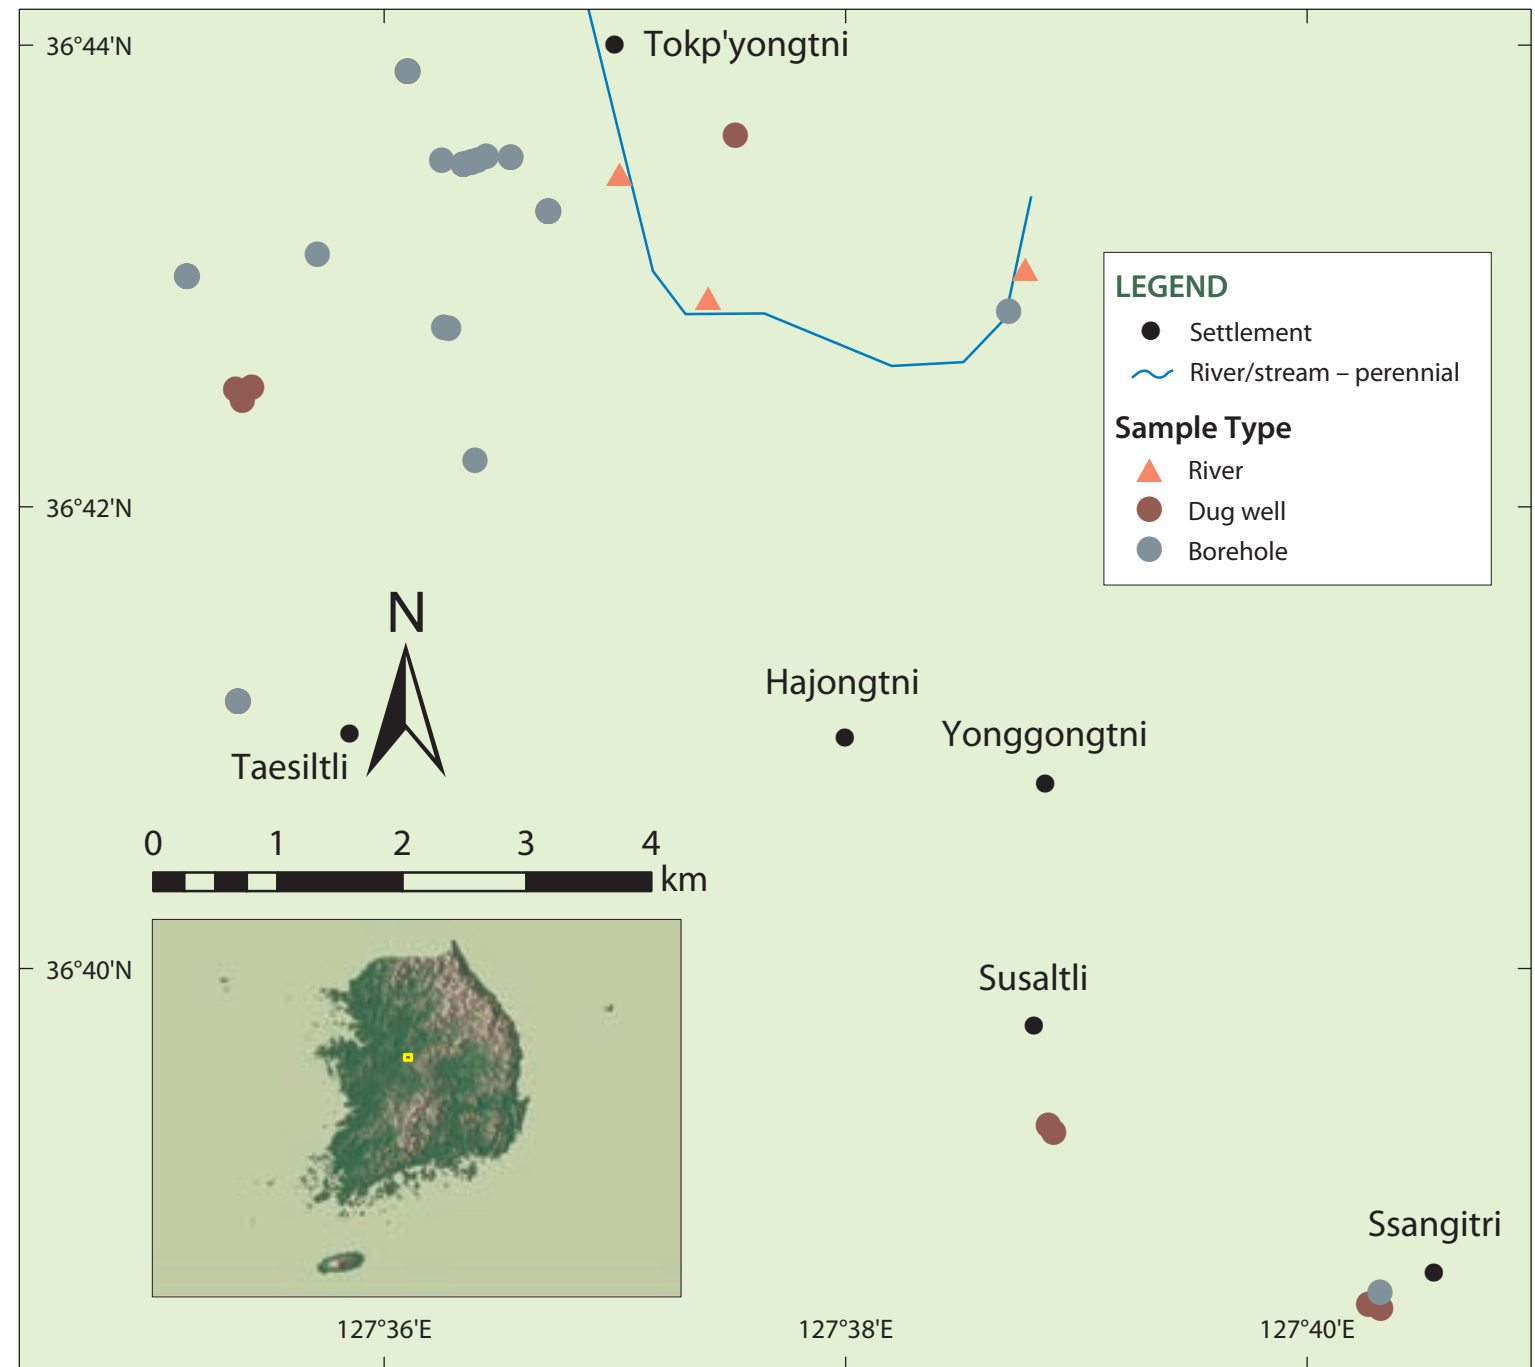 36°44'N
Tokp'yongtni
LEGEND
Settlement
River/stream – perennial
Sample Type
River
Dug well
Borehole
36°42'N
N
Hajongtni
Yonggongtni
Taesiltli
0 1 2 3 4
km
36°40'N
Susaltli
Ssangitri
127°36'E
127°38'E
127°40'E